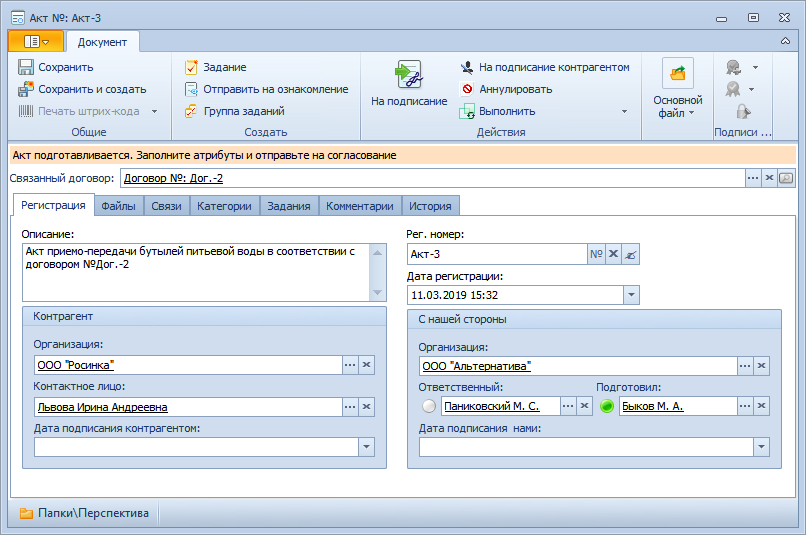 Акт №: Акт-3
Документ
Сохранить
Сохранить и создать
Печать штрих-кода
Общие
Задание
Отправить на ознакомление
Группа заданий
Создать
На подписание
На подписание контрагентом
Аннулировать
Выполнить
Действия
Основной
файл
Подписи ...
Акт подготавливается. Заполните атрибуты и отправьте на согласование
Связанный договор: Договор №: Дог.-2
Регистрация Файлы Связи Категории Задания Комментарии История
Описание:
Акт приемо-передачи бутылей питьевой воды в соответствии с
договором №Дог.-2
Рег. номер:
Акт-3 №
Дата регистрации:
11.03.2019 15:32
Контрагент
Организация:
ООО "Росинка"
Контактное лицо:
Львова Ирина Андреевна
Дата подписания контрагентом:
С нашей стороны
Организация:
ООО "Альтернатива"
Ответственный: Подготовил:
Паниковский М. С. Быков М. А.
Дата подписания нами:
Папки\Перспектива